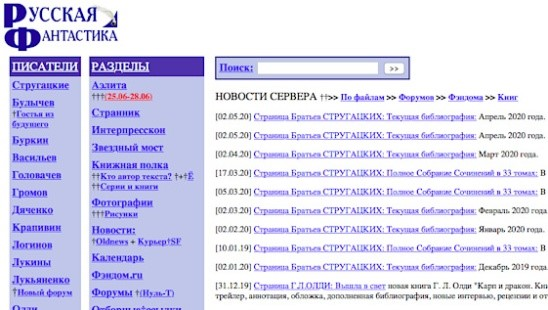 РУССКАЯ
ФАНТАСТИКА
ПИСАТЕЛИ
Стругацкие
Булычев
†Гостья из
будущего
Буркин
Васильев
Головачев
Громов
Дяченко
Крапивин
Логинов
Лукины
Лукьяненко
†Новый форум
РАЗДЕЛЫ
Аэлита
†††(25.06-28.06)
Странник
Интерпресскон
Звездный мост
Книжная полка
††Кто автор текста? †+†Ё
††Серии и книги
Фотографии
†††Рисунки
Новости:
†Oldnews + Курьер†SF
Календарь
Фэндом.ru
Форумы †(Нуль-Т)
Отборные†ссылки
Поиск: >>
НОВОСТИ СЕРВЕРА ††>> По файлам >> Форумов >> Фэндома >> Книг
[02.05.20] Страница Братьев СТРУГАЦКИХ: Текущая библиография: Апрель 2020 года.
[02.05.20] Страница Братьев СТРУГАЦКИХ: Текущая библиография: Апрель 2020 года.
[02.04.20] Страница Братьев СТРУГАЦКИХ: Текущая библиография: Март 2020 года.
[17.03.20] Страница Братьев СТРУГАЦКИХ: Полное Собрание Сочинений в 33 томах: В
[05.03.20] Страница Братьев СТРУГАЦКИХ: Полное Собрание Сочинений в 33 томах: В
[02.03.20] Страница Братьев СТРУГАЦКИХ: Текущая библиография: Февраль 2020 года
[02.02.20] Страница Братьев СТРУГАЦКИХ: Текущая библиография: Январь 2020 года.
[10.01.19] Страница Братьев СТРУГАЦКИХ: Полное Собрание Сочинений в 33 томах: В
[02.01.20] Страница Братьев СТРУГАЦКИХ: Текущая библиография: Декабрь 2019 года
[31.12.19] Страница Г.Л.ОЛДИ: Вышла в свет новая книга Г. Л. Олди "Карп и дракон. Кни
трейлер, аннотация, обложка, дополненная библиография, новые интервью, рецензии и от